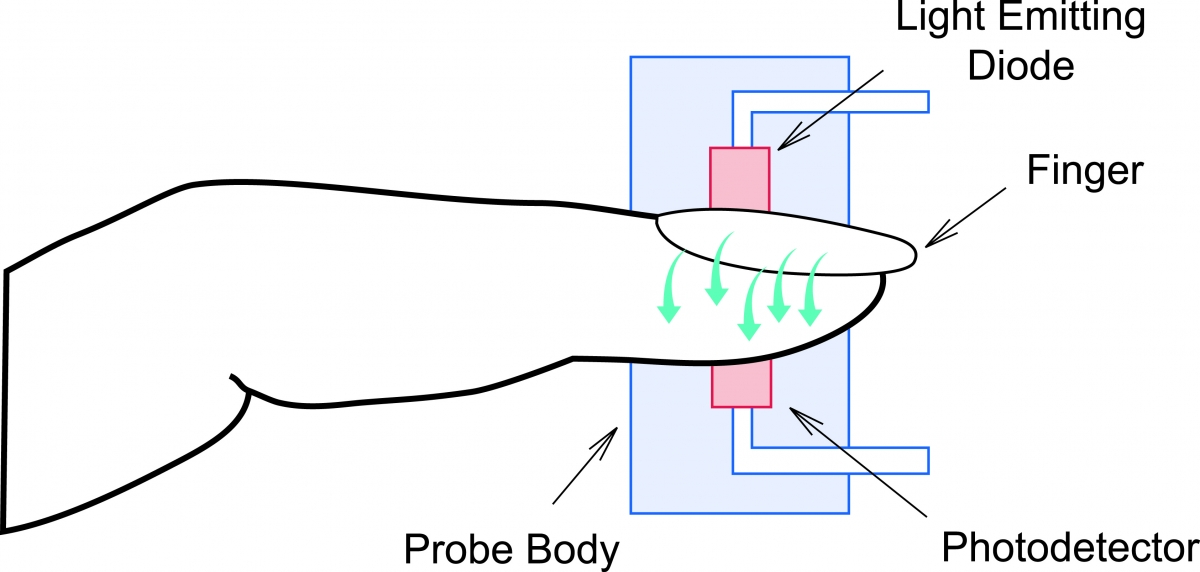 Light Emitting
Diode
Finger
Probe Body
Photodetector